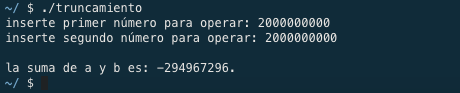 ~/ $ ./truncamiento
inserte primer número para operar: 2000000000
inserte segundo número para operar: 2000000000
la suma de a y b es: -294967296.
~/ $